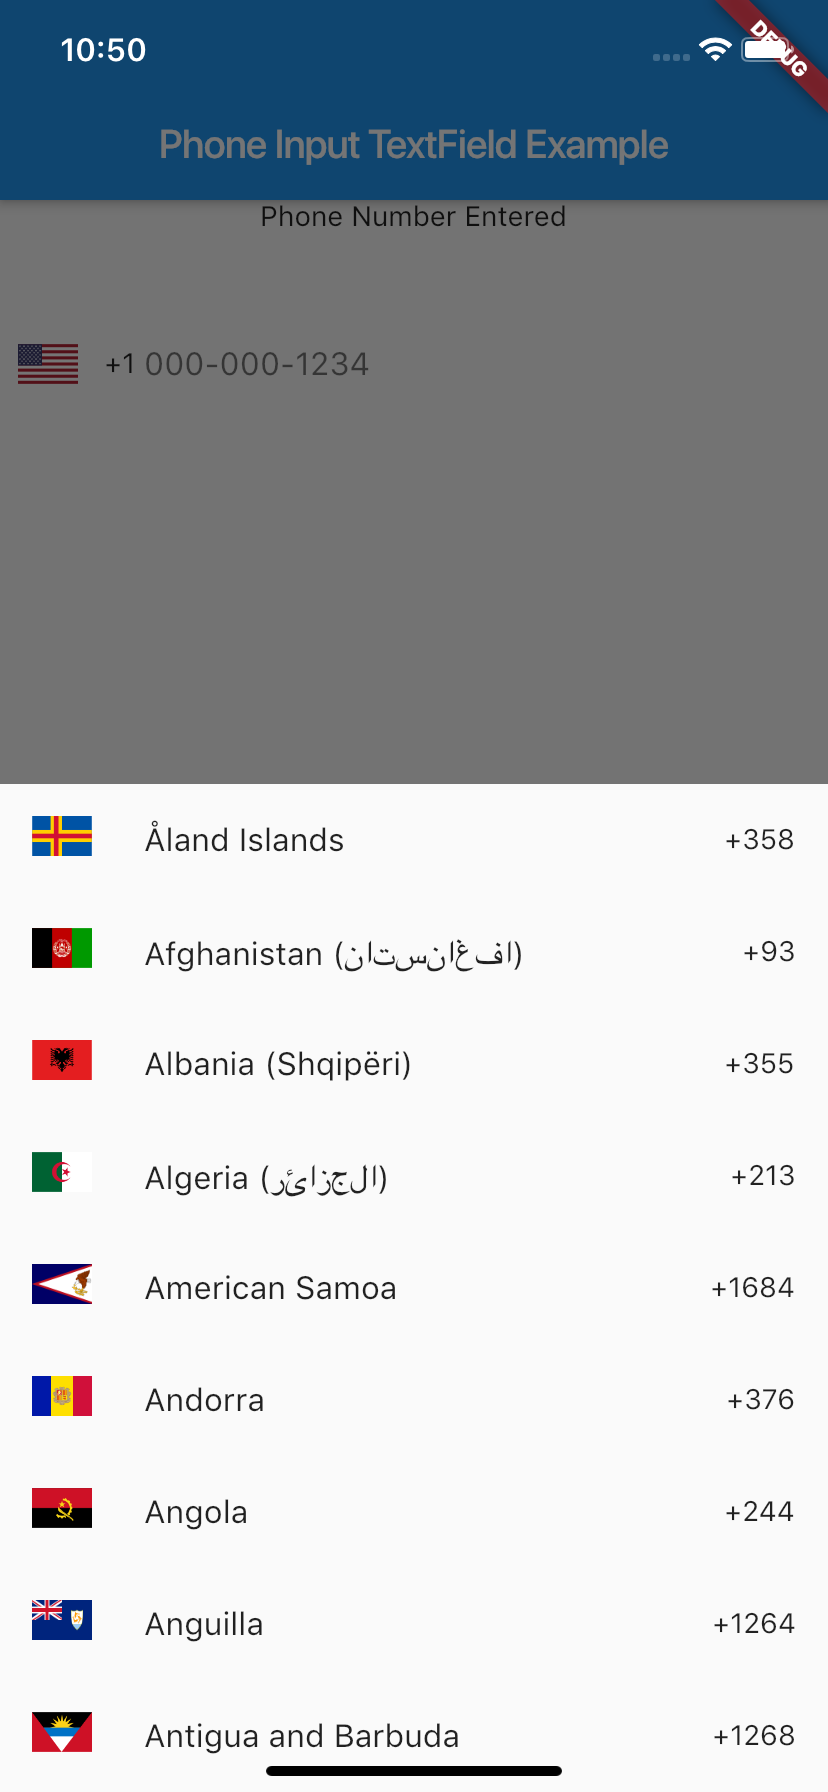 10:50
DEBUG
Phone Input TextField Example
Phone Number Entered
+1 000-000-1234
Åland Islands +358
Afghanistan (افغانستان) +93
Albania (Shqipëri) +355
Algeria (الجزائر) +213
American Samoa +1684
Andorra +376
Angola +244
Anguilla +1264
Antigua and Barbuda +1268